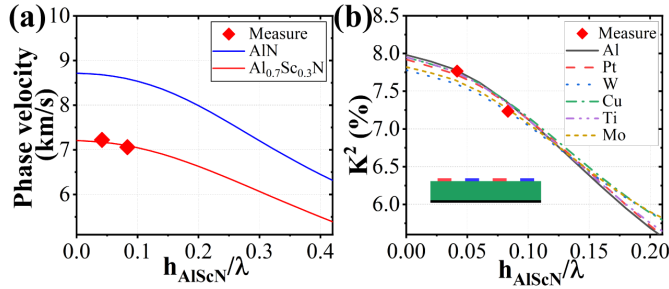 (a)
Phase velocity
(km/s)
10
9
8
7
6
Measure
AlN
Al0.7Sc0.3N
0.0
0.1
0.2
0.3
0.4
hAlScN/λ
(b)
K2 (%)
8.5
8.0
7.5
7.0
6.5
6.0
Measure
Al
Pt
W
Cu
Ti
Mo
0.00
0.05
0.10
0.15
0.20
hAlScN/λ